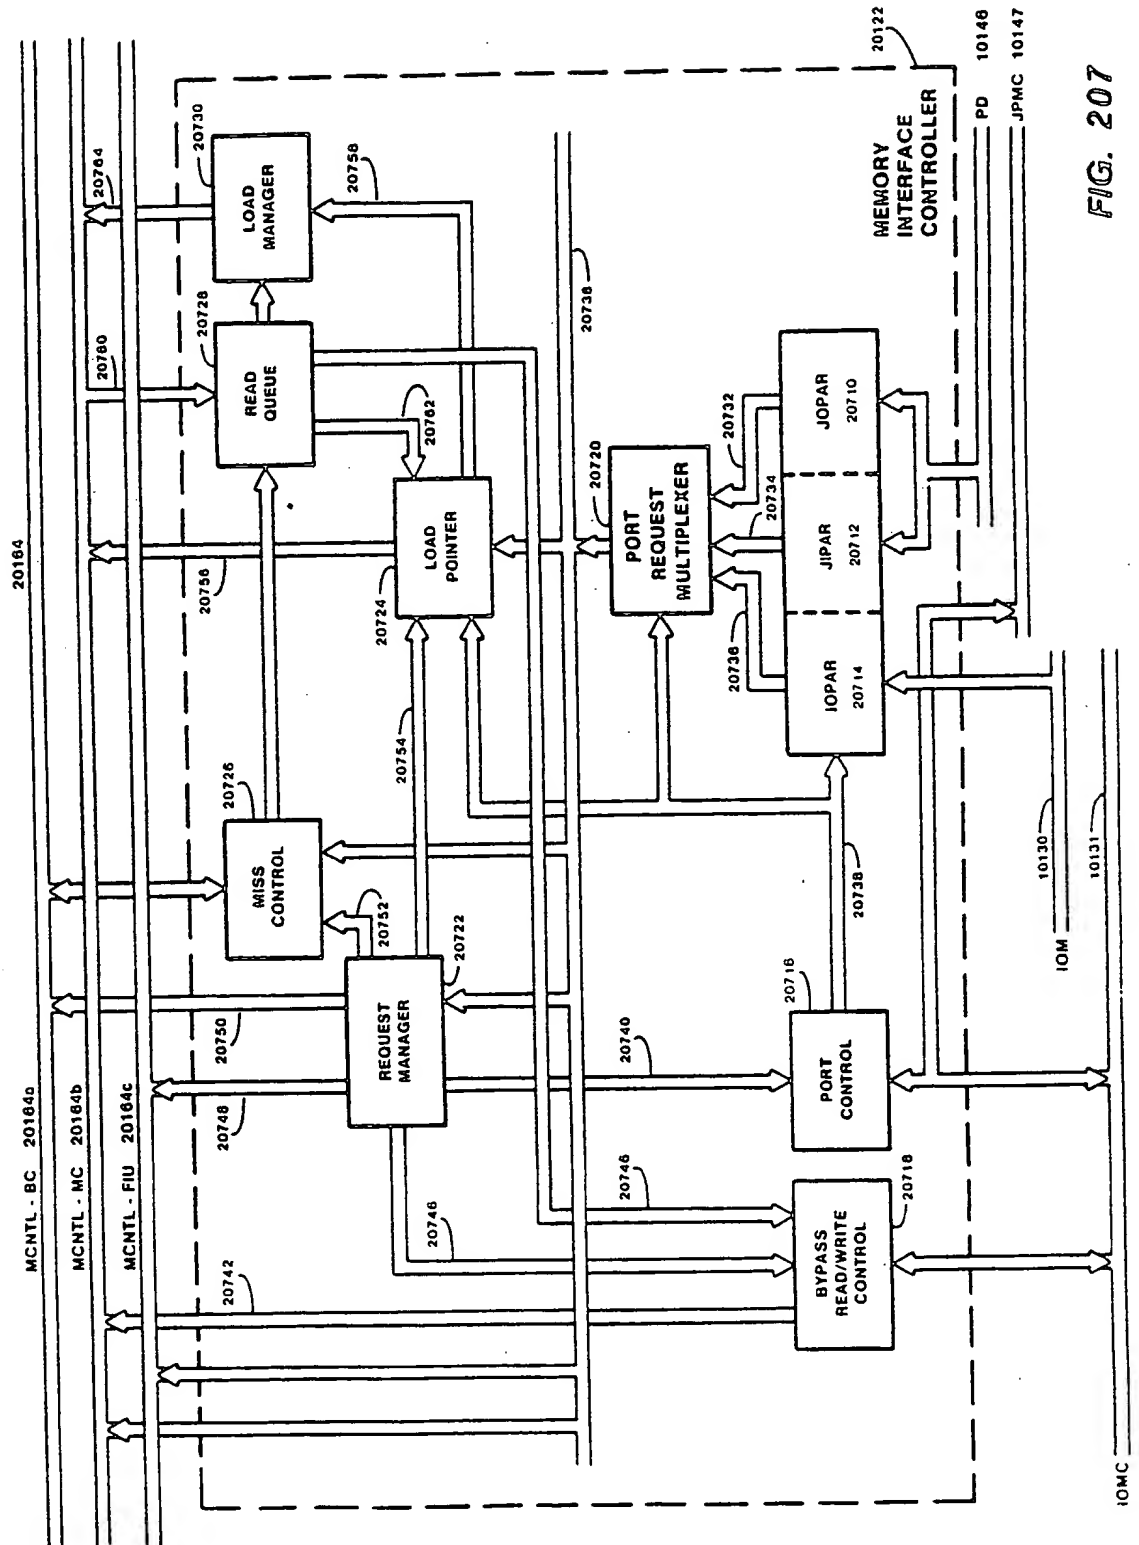 20164
MCNTL - BC 20164a
MCNTL - MC 20164b
MCNTL - FIU 20164c
20742
20748
20750
20756
20760
20764
MISS
CONTROL
20726
READ
QUEUE
20728
LOAD
MANAGER
20730
20752
20754
20762
20758
REQUEST
MANAGER
20722
LOAD
POINTER
20724
20746
20746
20740
20738
PORT
REQUEST
MULTIPLEXER
20720
20736
20734
20732
BYPASS
READ/WRITE
CONTROL
20718
PORT
CONTROL
20716
20738
IOPAR
20714
JIPAR
20712
JOPAR
20710
MEMORY
INTERFACE
CONTROLLER
20122
PD 10146
JPMC 10147
IOM
10130
IOMC
10131
FIG. 207